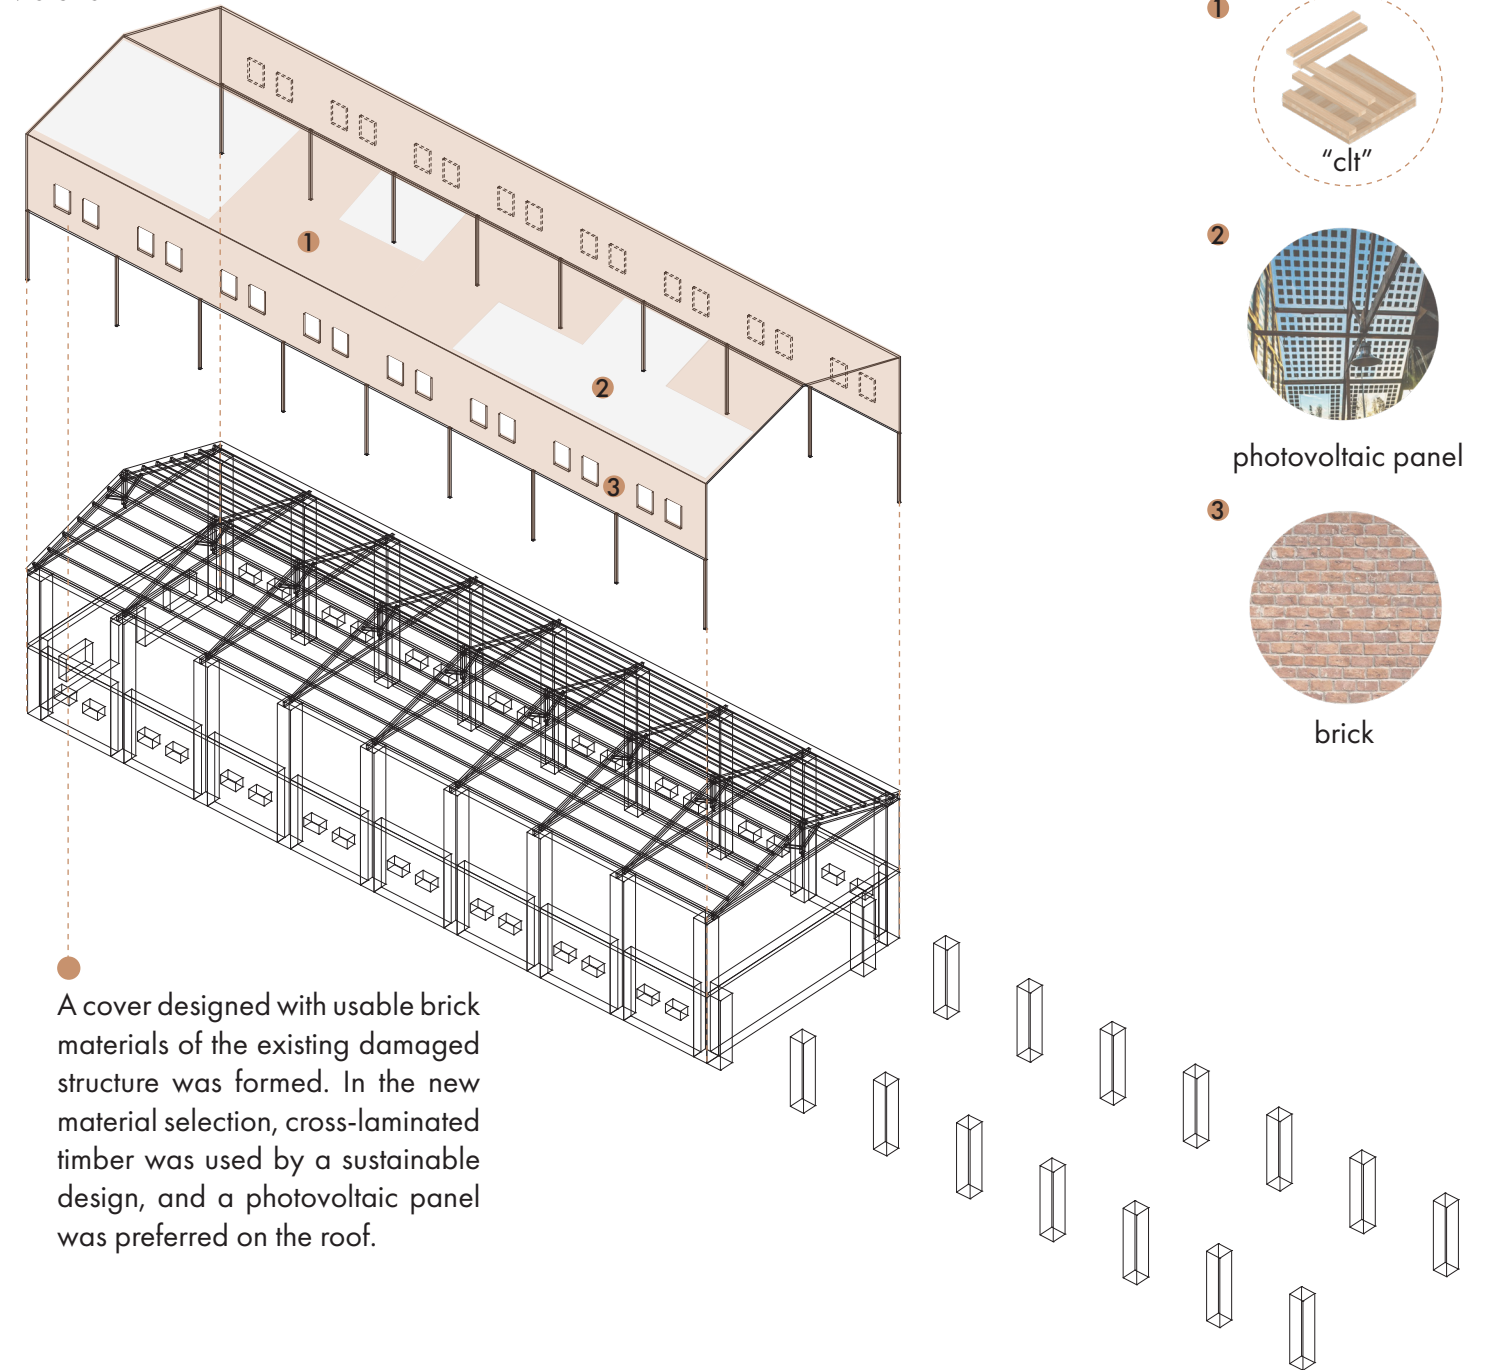 1
"clt"
2
photovoltaic panel
3
brick
1
2
3
A cover designed with usable brick
materials of the existing damaged
structure was formed. In the new
material selection, cross-laminated
timber was used by a sustainable
design, and a photovoltaic panel
was preferred on the roof.